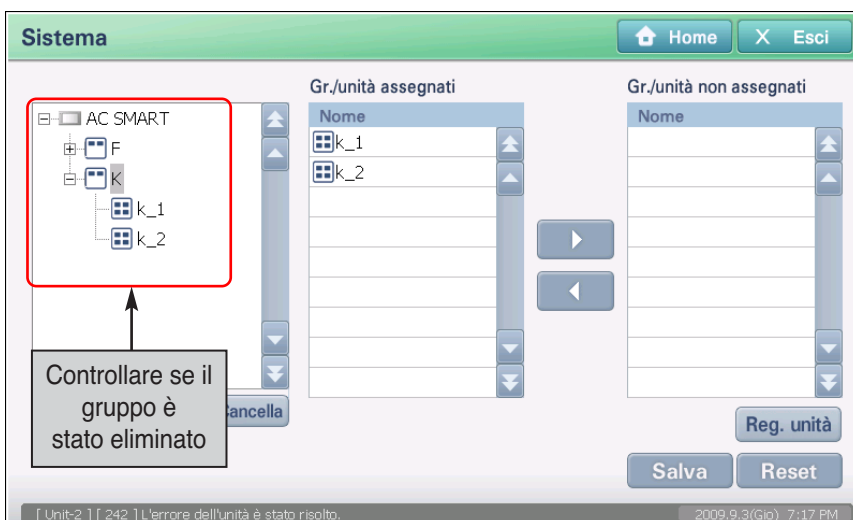 Sistema
Home
X Esci
AC SMART
F
K
k_1
k_2
Gr./unità assegnati
Nome
k_1
k_2
Gr./unità non assegnati
Nome
Controllare se il
gruppo è
stato eliminato
Cancella
Reg. unità
Salva
Reset
[ Unit-2 ] [ 242 ] L'errore dell'unità è stato risolto.
2009.9.3(Gio) 7:17 PM